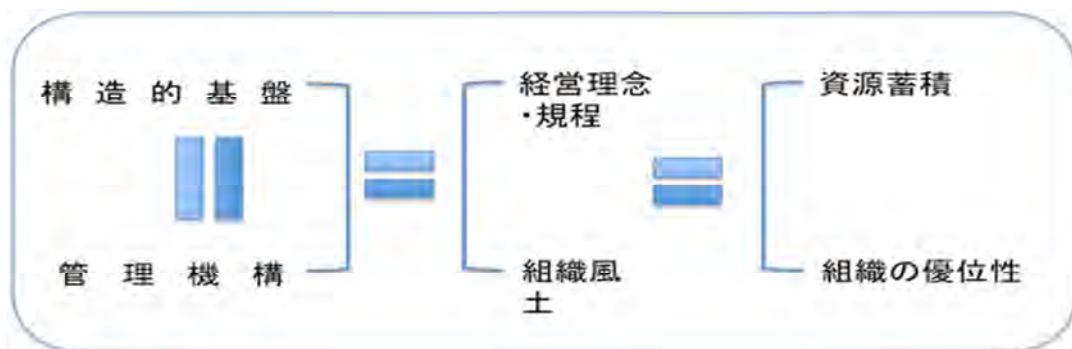 構造的基盤
管理機構
経営理念
・規程
組織風
土
資源蓄積
組織の優位性